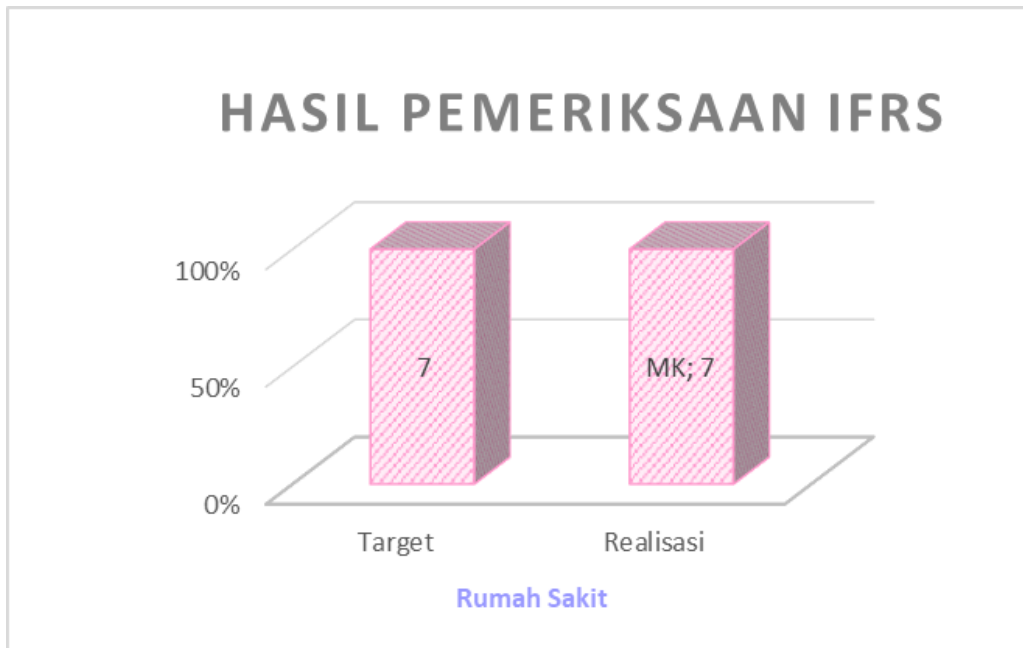 HASIL PEMERIKSAAN IFRS
100%
50%
0%
7
MK; 7
Target
Realisasi
Rumah Sakit